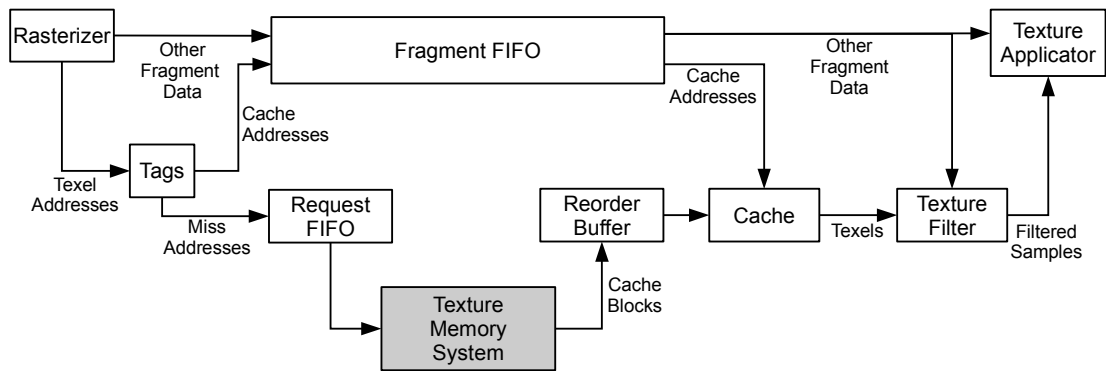 Rasterizer
Other
Fragment
Data
Fragment FIFO
Other
Fragment
Data
Texture
Applicator
Cache
Addresses
Cache
Addresses
Texel
Addresses
Tags
Miss
Addresses
Request
FIFO
Reorder
Buffer
Cache
Texels
Texture
Filter
Filtered
Samples
Texture
Memory
System
Cache
Blocks